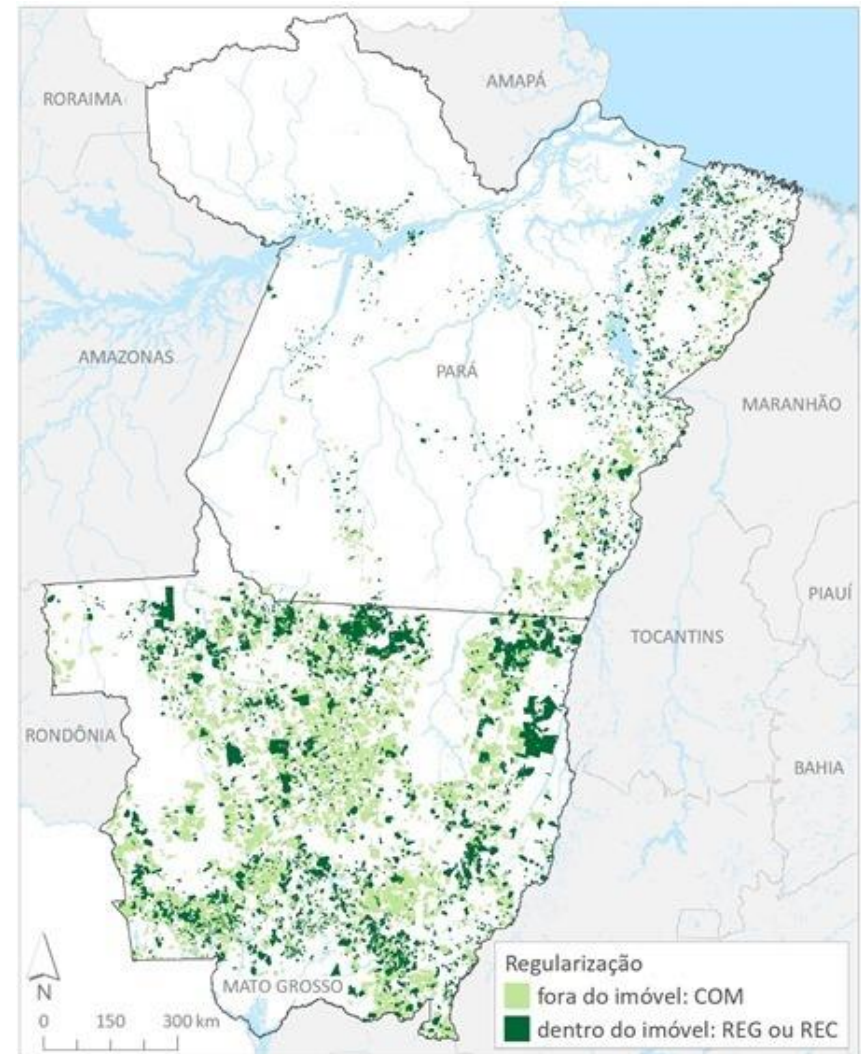 AMAPÁ
RORAIMA
AMAZONAS
PARÁ
MARANHÃO
PIAUÍ
TOCANTINS
RONDÔNIA
BAHIA
MATO GROSSO
N
0 150 300 km
Regularização
fora do imóvel: COM
dentro do imóvel: REG ou REC